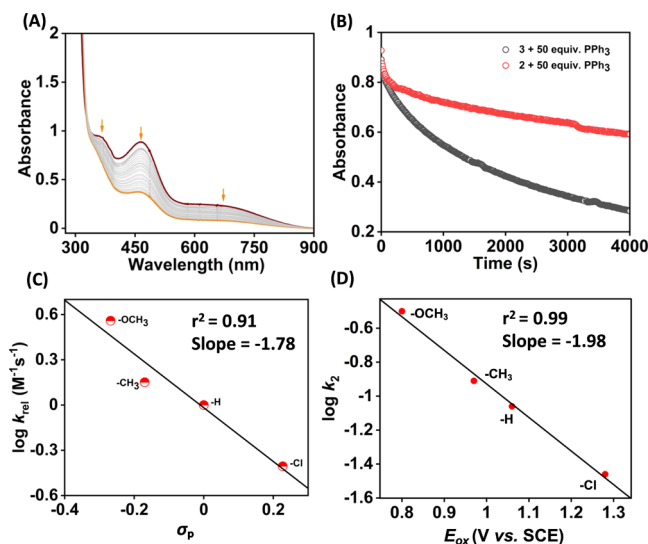 (A)
2
1.5
1
0.5
0
300
450
600
750
900
Absorbance
Wavelength (nm)
(B)
3 + 50 equiv. PPh3
2 + 50 equiv. PPh3
1
0.8
0.6
0.4
0.2
0
1000
2000
3000
4000
Absorbance
Time (s)
(C)
r² = 0.91
Slope = -1.78
-OCH3
-CH3
-H
-Cl
0.6
0.3
0
-0.3
-0.6
-0.4
-0.2
0
0.2
log krel (M-1s-1)
σp
(D)
r² = 0.99
Slope = -1.98
-OCH3
-CH3
-H
-Cl
-0.6
-0.8
-1
-1.2
-1.4
-1.6
0.8
0.9
1
1.1
1.2
1.3
log k2
Eox (V vs. SCE)